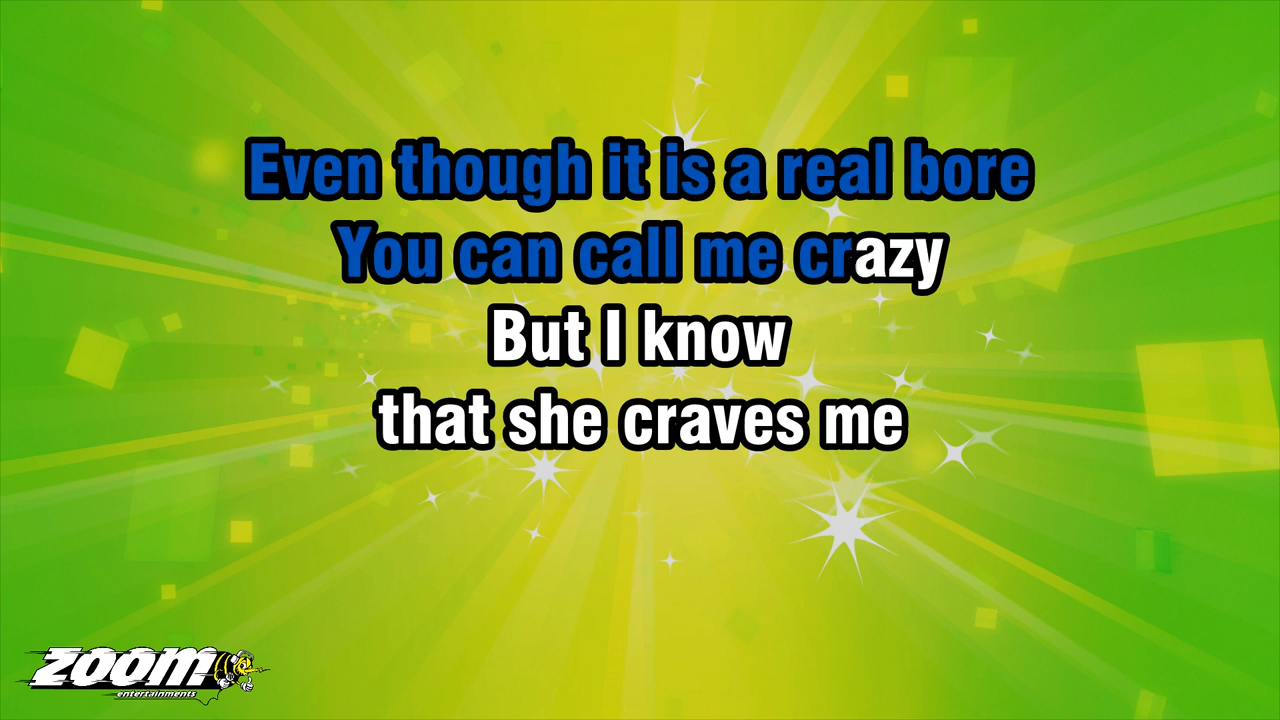 Even though it is a real bore
You can call me crazy
But I know
that she craves me
zoom
entertainments